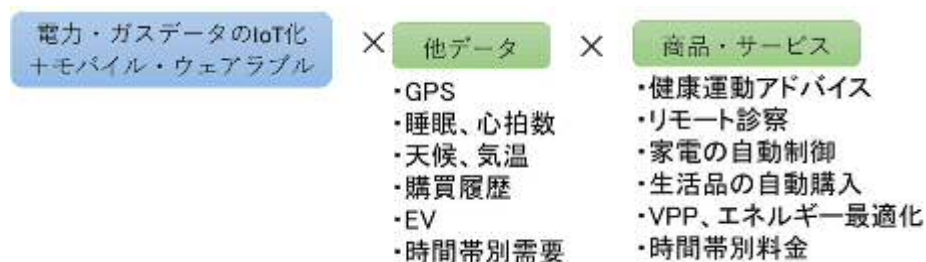 電力・ガスデータのIoT化
＋モバイル・ウェアラブル
×
他データ
×
商品・サービス
・GPS
・睡眠、心拍数
・天候、気温
・購買履歴
・EV
・時間帯別需要
・健康運動アドバイス
・リモート診察
・家電の自動制御
・生活品の自動購入
・VPP、エネルギー最適化
・時間帯別料金